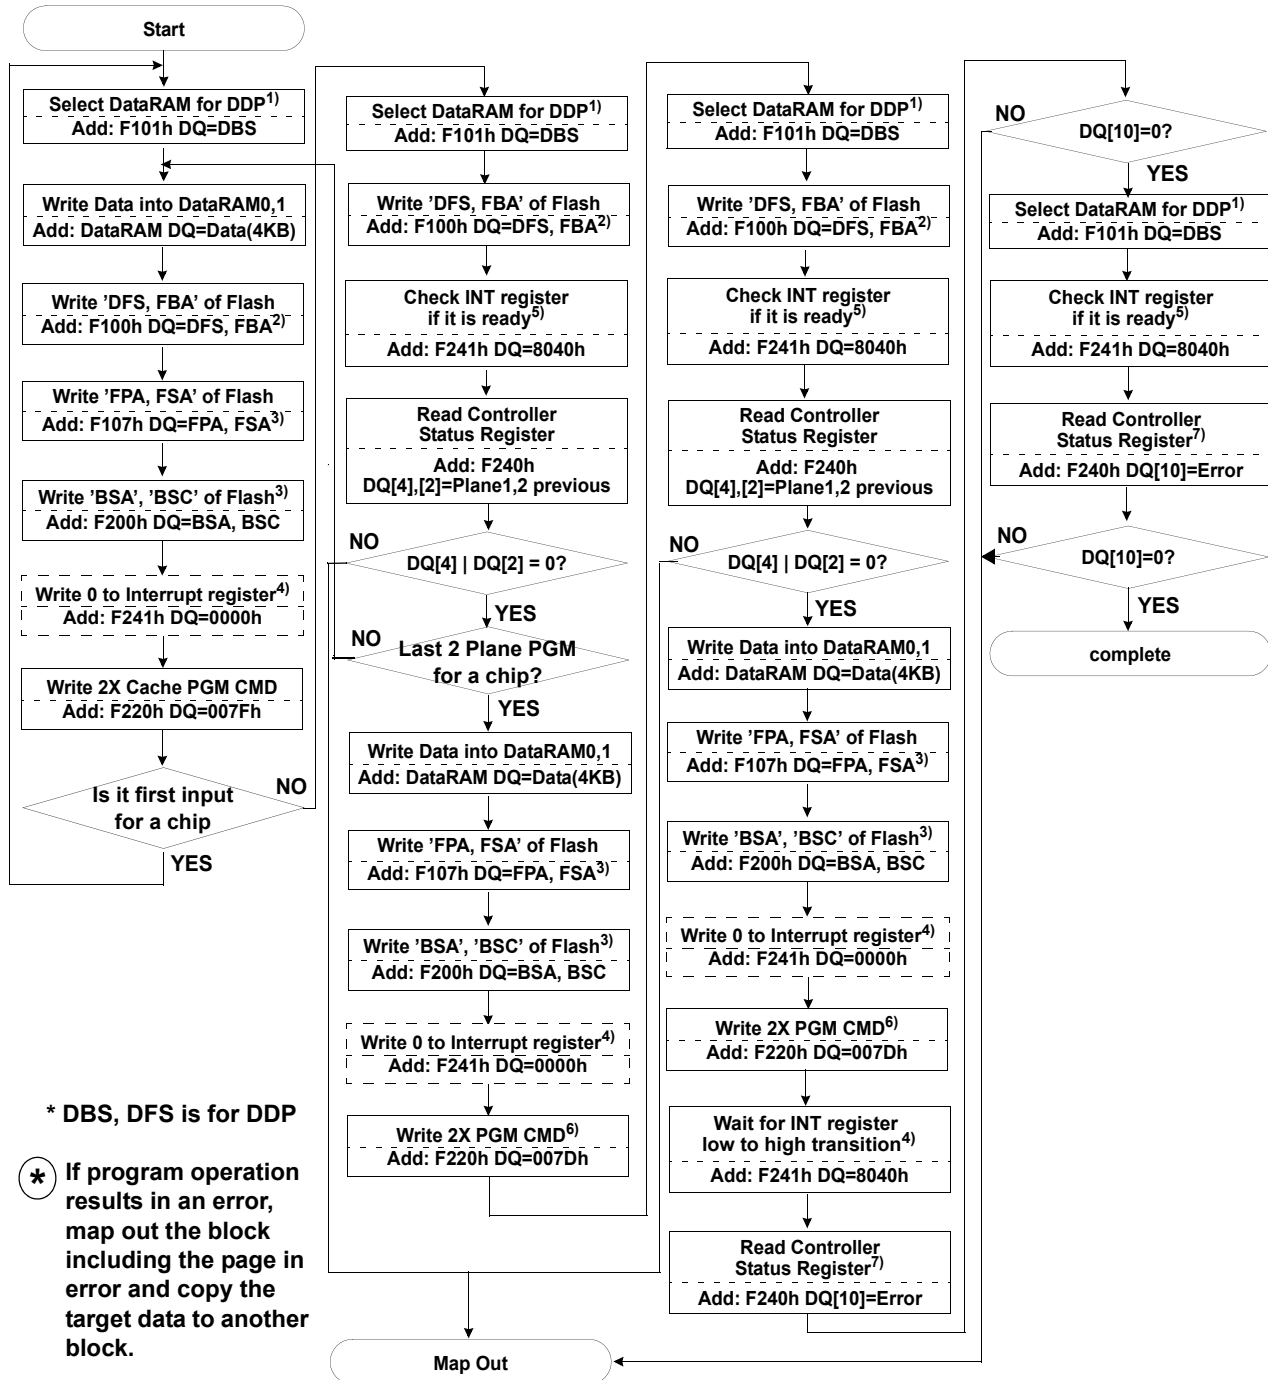 Start
Select DataRAM for DDP1)
Add: F101h DQ=DBS
Write Data into DataRAM0,1
Add: DataRAM DQ=Data(4KB)
Write 'DFS, FBA' of Flash
Add: F100h DQ=DFS, FBA2)
Write 'FPA, FSA' of Flash
Add: F107h DQ=FPA, FSA3)
Write 'BSA', 'BSC' of Flash3)
Add: F200h DQ=BSA, BSC
Write 0 to Interrupt register4)
Add: F241h DQ=0000h
Write 2X Cache PGM CMD
Add: F220h DQ=007Fh
Is it first input
for a chip
NO
YES
* DBS, DFS is for DDP
* If program operation
results in an error,
map out the block
including the page in
error and copy the
target data to another
block.
Select DataRAM for DDP1)
Add: F101h DQ=DBS
Write 'DFS, FBA' of Flash
Add: F100h DQ=DFS, FBA2)
Check INT register
if it is ready5)
Add: F241h DQ=8040h
Read Controller
Status Register
Add: F240h
DQ[4],[2]=Plane1,2 previous
NO
DQ[4] | DQ[2] = 0?
YES
NO
Last 2 Plane PGM
for a chip?
YES
Write Data into DataRAM0,1
Add: DataRAM DQ=Data(4KB)
Write 'FPA, FSA' of Flash
Add: F107h DQ=FPA, FSA3)
Write 'BSA', 'BSC' of Flash3)
Add: F200h DQ=BSA, BSC
Write 0 to Interrupt register4)
Add: F241h DQ=0000h
Write 2X PGM CMD6)
Add: F220h DQ=007Dh
Select DataRAM for DDP1)
Add: F101h DQ=DBS
Write 'DFS, FBA' of Flash
Add: F100h DQ=DFS, FBA2)
Check INT register
if it is ready5)
Add: F241h DQ=8040h
Read Controller
Status Register
Add: F240h
DQ[4],[2]=Plane1,2 previous
NO
DQ[4] | DQ[2] = 0?
YES
Write Data into DataRAM0,1
Add: DataRAM DQ=Data(4KB)
Write 'FPA, FSA' of Flash
Add: F107h DQ=FPA, FSA3)
Write 'BSA', 'BSC' of Flash3)
Add: F200h DQ=BSA, BSC
Write 0 to Interrupt register4)
Add: F241h DQ=0000h
Write 2X PGM CMD6)
Add: F220h DQ=007Dh
Wait for INT register
low to high transition4)
Add: F241h DQ=8040h
Read Controller
Status Register7)
Add: F240h DQ[10]=Error
NO
DQ[10]=0?
YES
Select DataRAM for DDP1)
Add: F101h DQ=DBS
Check INT register
if it is ready5)
Add: F241h DQ=8040h
Read Controller
Status Register7)
Add: F240h DQ[10]=Error
NO
DQ[10]=0?
YES
complete
Map Out